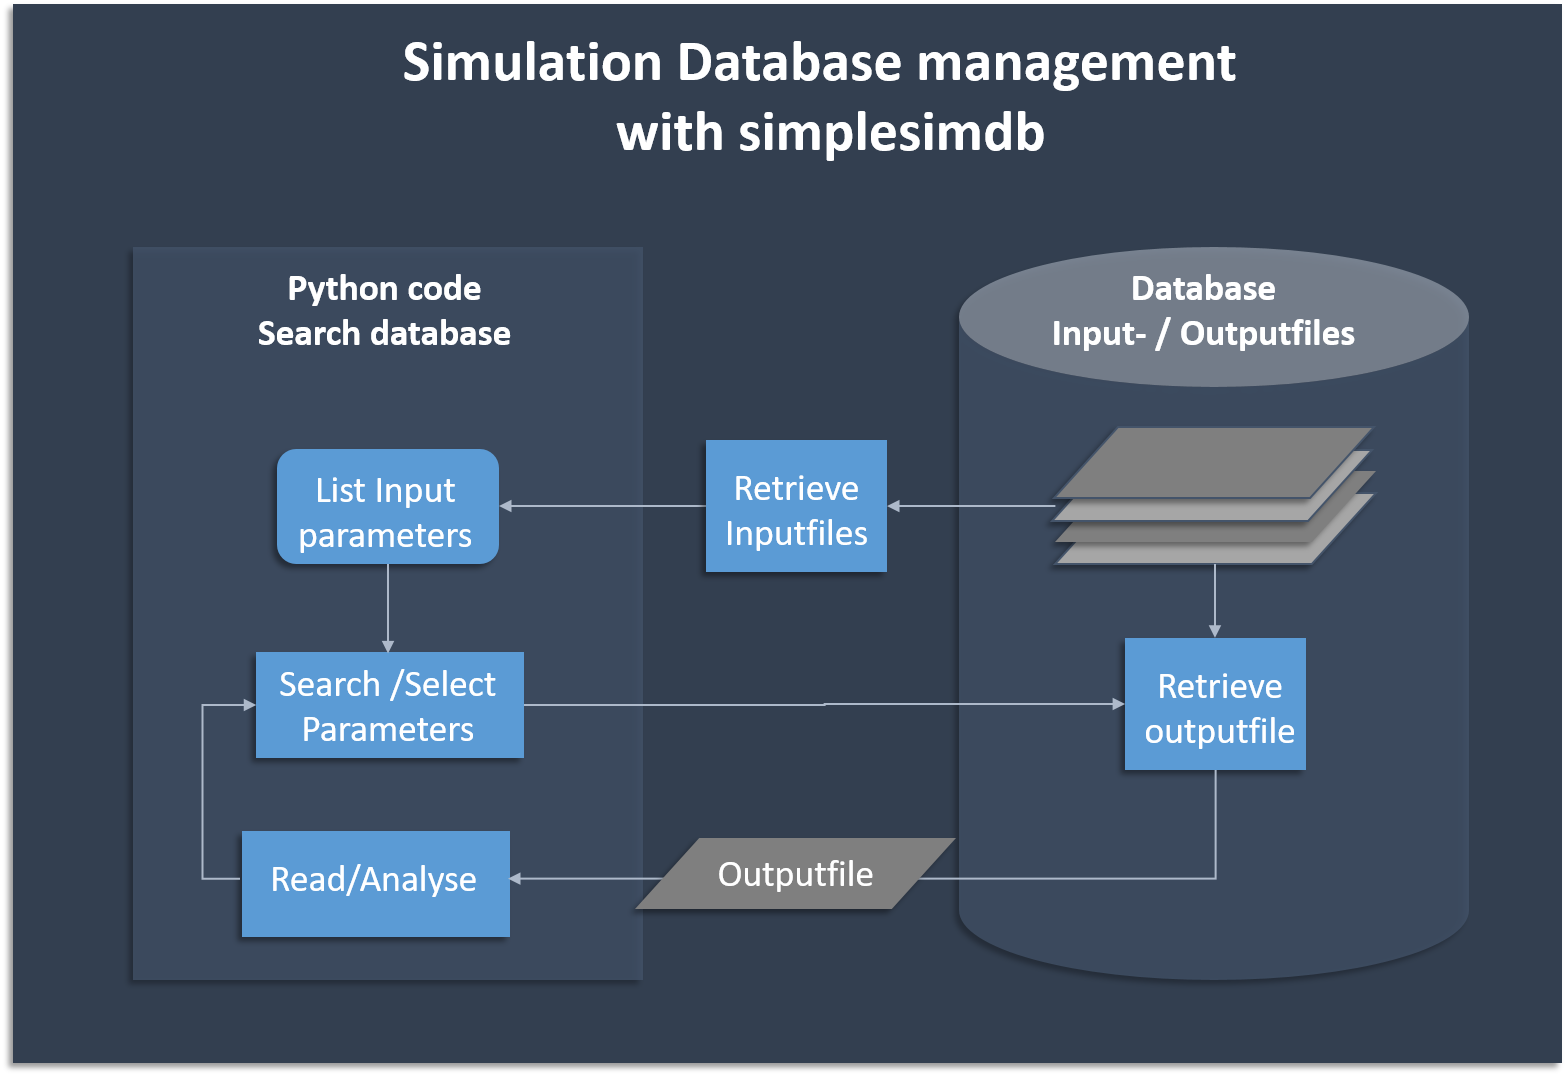 Simulation Database management
with simplesimdb
Python code
Search database
Database
Input- / Outputfiles
List Input
parameters
Retrieve
Inputfiles
Search /Select
Parameters
Retrieve
outputfile
Read/Analyse
Outputfile